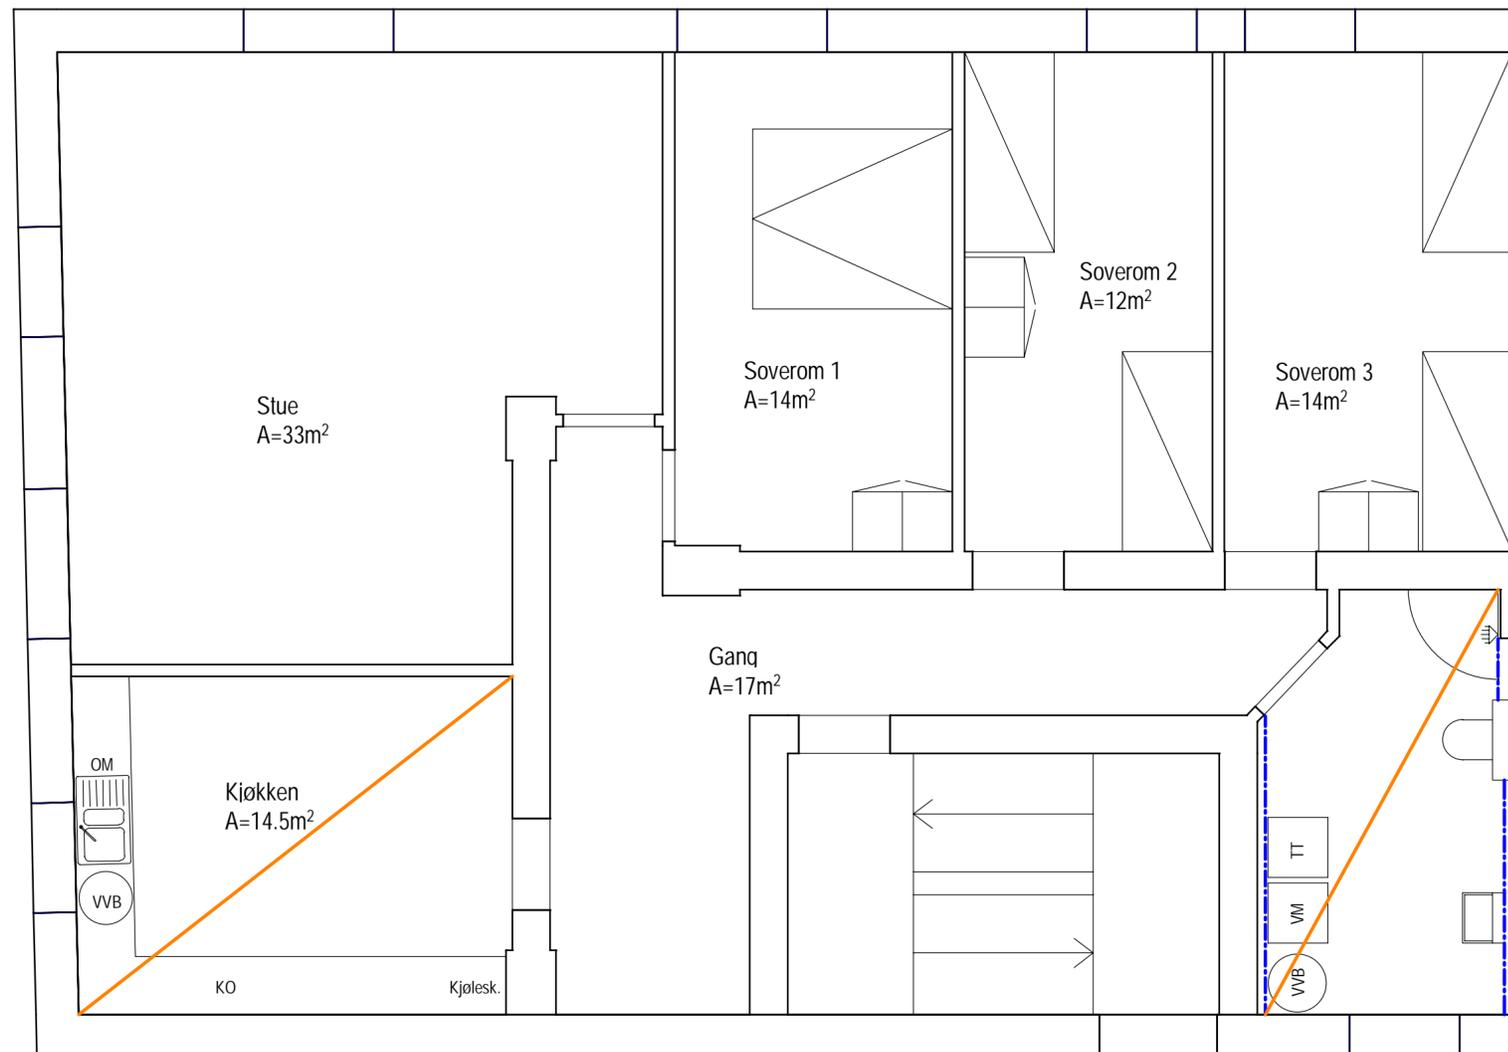 Soverom 2
A=12m²
Soverom 1
A=14m²
Soverom 3
A=14m²
Stue
A=33m²
Gang
A=17m²
OM
Kjøkken
A=14.5m²
TT
VVB
VM
VVB
KO
Kjølesk.